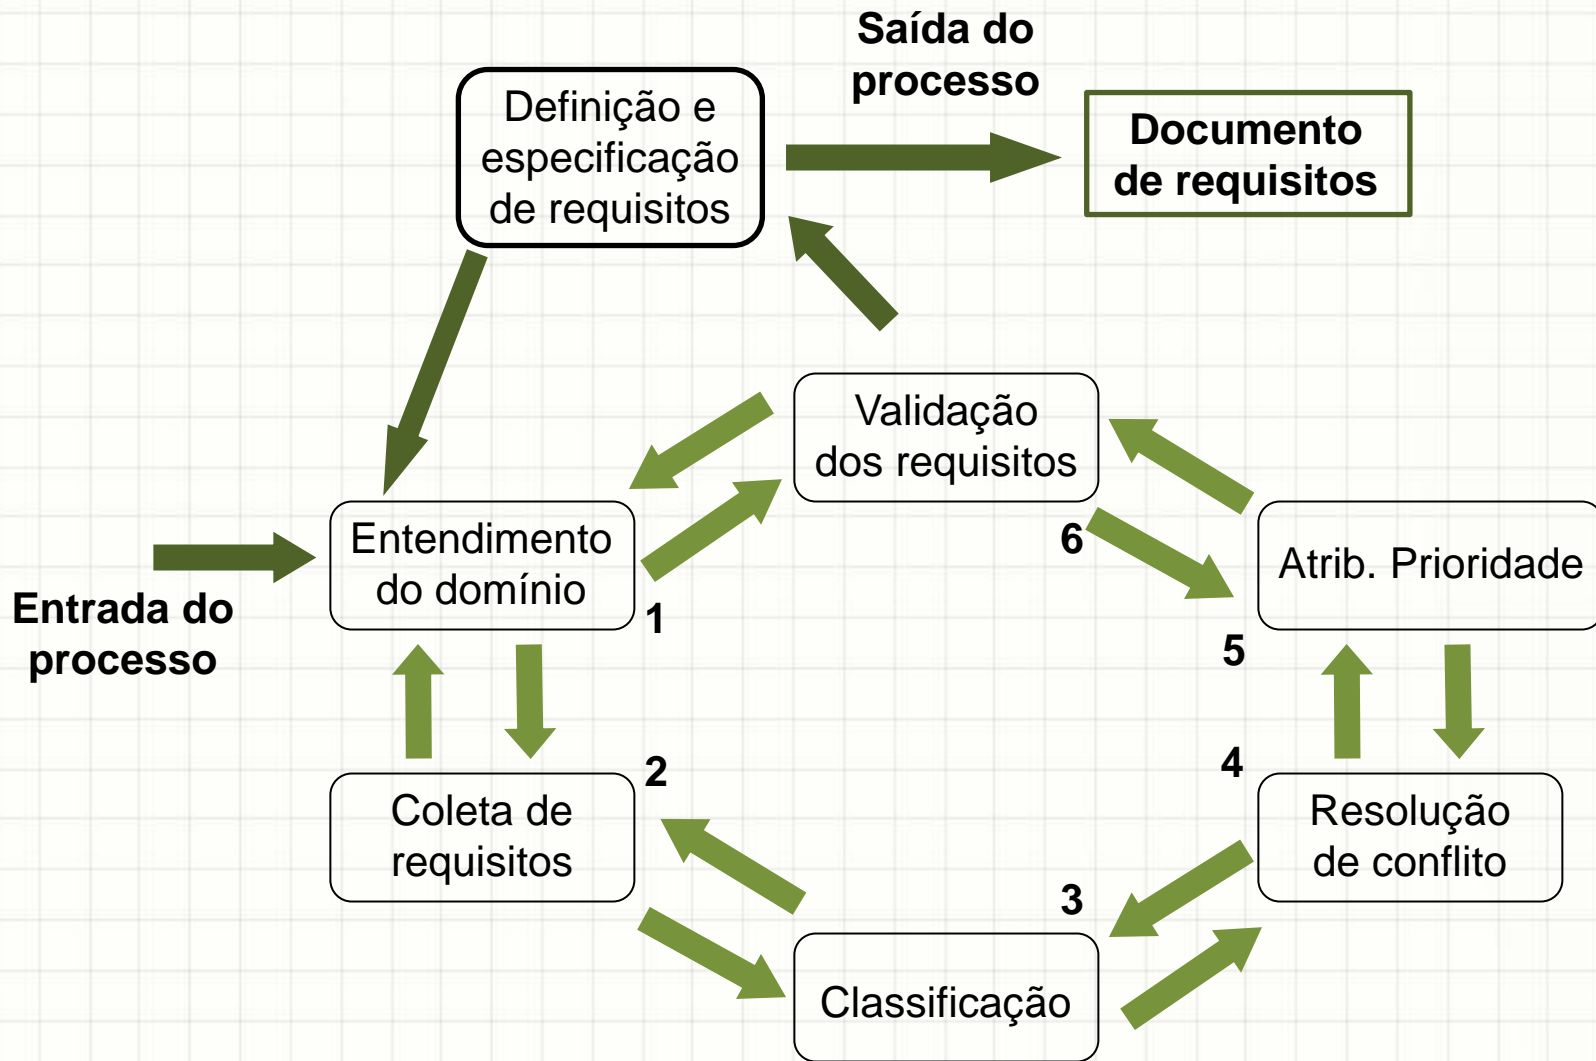 Saída do
processo
Definição e
especificação
de requisitos
Documento
de requisitos
Validação
dos requisitos
Entendimento
do domínio
1
6
Atrib. Prioridade
5
Entrada do
processo
2
4
Coleta de
requisitos
Resolução
de conflito
3
Classificação